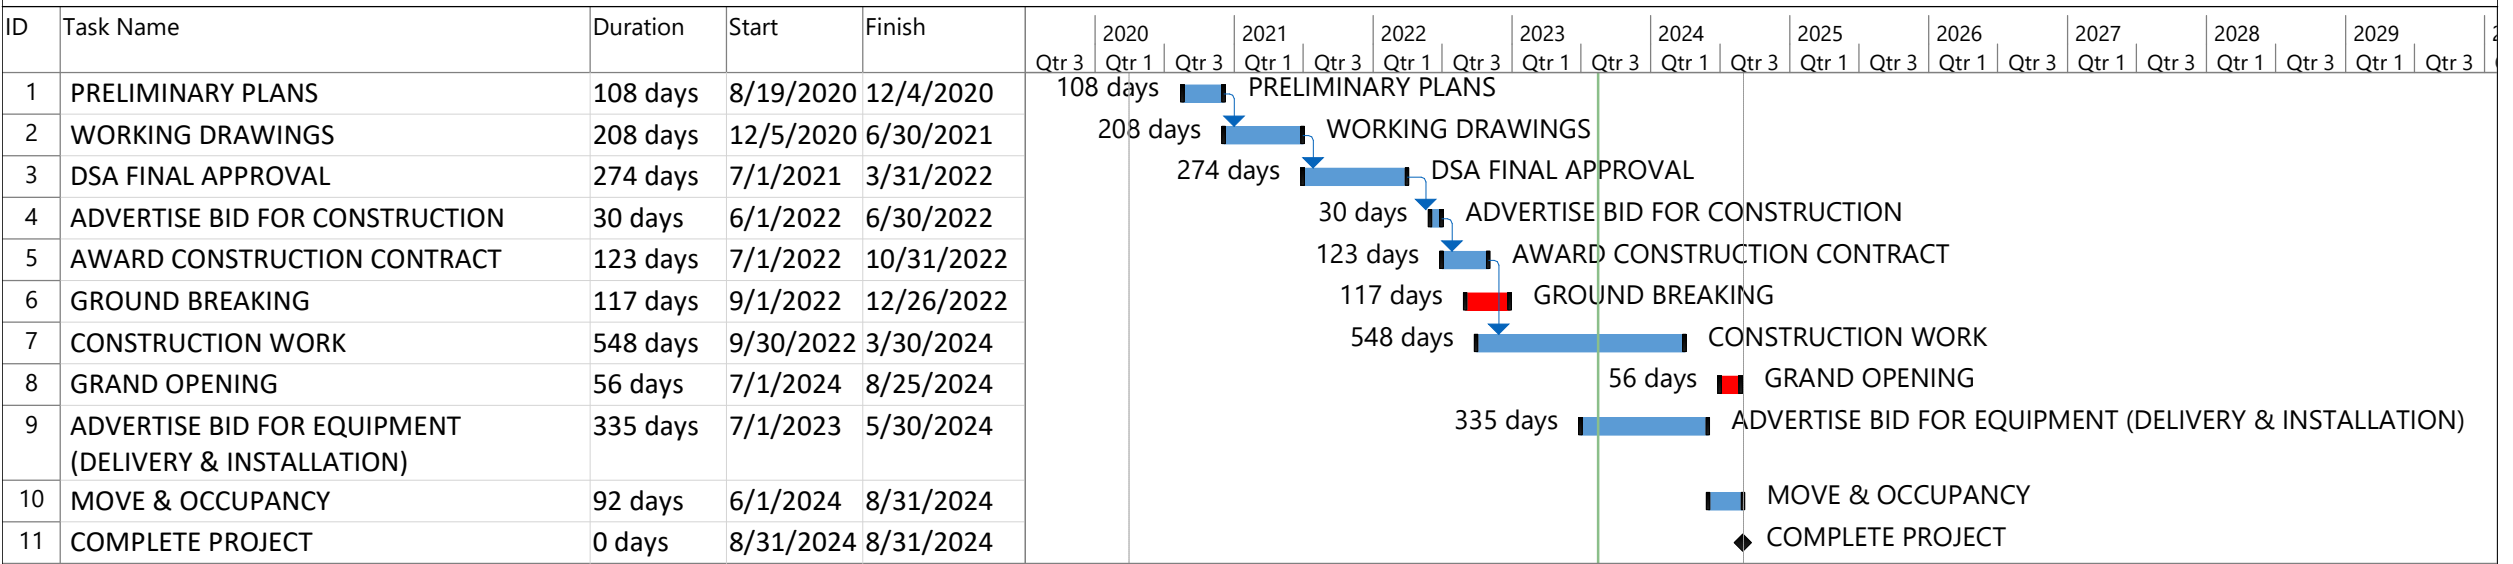 ID Task Name Duration Start Finish
2020 2021 2022 2023 2024 2025 2026 2027 2028 2029
Qtr 3 Qtr 1 Qtr 3 Qtr 1 Qtr 3 Qtr 1 Qtr 3 Qtr 1 Qtr 3 Qtr 1 Qtr 3 Qtr 1 Qtr 3 Qtr 1 Qtr 3 Qtr 1 Qtr 3 Qtr 1 Qtr 3 Qtr 1 Qtr 3
1 PRELIMINARY PLANS 108 days 8/19/2020 12/4/2020 108 days PRELIMINARY PLANS
2 WORKING DRAWINGS 208 days 12/5/2020 6/30/2021 208 days WORKING DRAWINGS
3 DSA FINAL APPROVAL 274 days 7/1/2021 3/31/2022 274 days DSA FINAL APPROVAL
4 ADVERTISE BID FOR CONSTRUCTION 30 days 6/1/2022 6/30/2022 30 days ADVERTISE BID FOR CONSTRUCTION
5 AWARD CONSTRUCTION CONTRACT 123 days 7/1/2022 10/31/2022 123 days AWARD CONSTRUCTION CONTRACT
6 GROUND BREAKING 117 days 9/1/2022 12/26/2022 117 days GROUND BREAKING
7 CONSTRUCTION WORK 548 days 9/30/2022 3/30/2024 548 days CONSTRUCTION WORK
8 GRAND OPENING 56 days 7/1/2024 8/25/2024 56 days GRAND OPENING
9 ADVERTISE BID FOR EQUIPMENT 335 days 7/1/2023 5/30/2024 335 days ADVERTISE BID FOR EQUIPMENT (DELIVERY & INSTALLATION)
(DELIVERY & INSTALLATION)
10 MOVE & OCCUPANCY 92 days 6/1/2024 8/31/2024 MOVE & OCCUPANCY
11 COMPLETE PROJECT 0 days 8/31/2024 8/31/2024 COMPLETE PROJECT